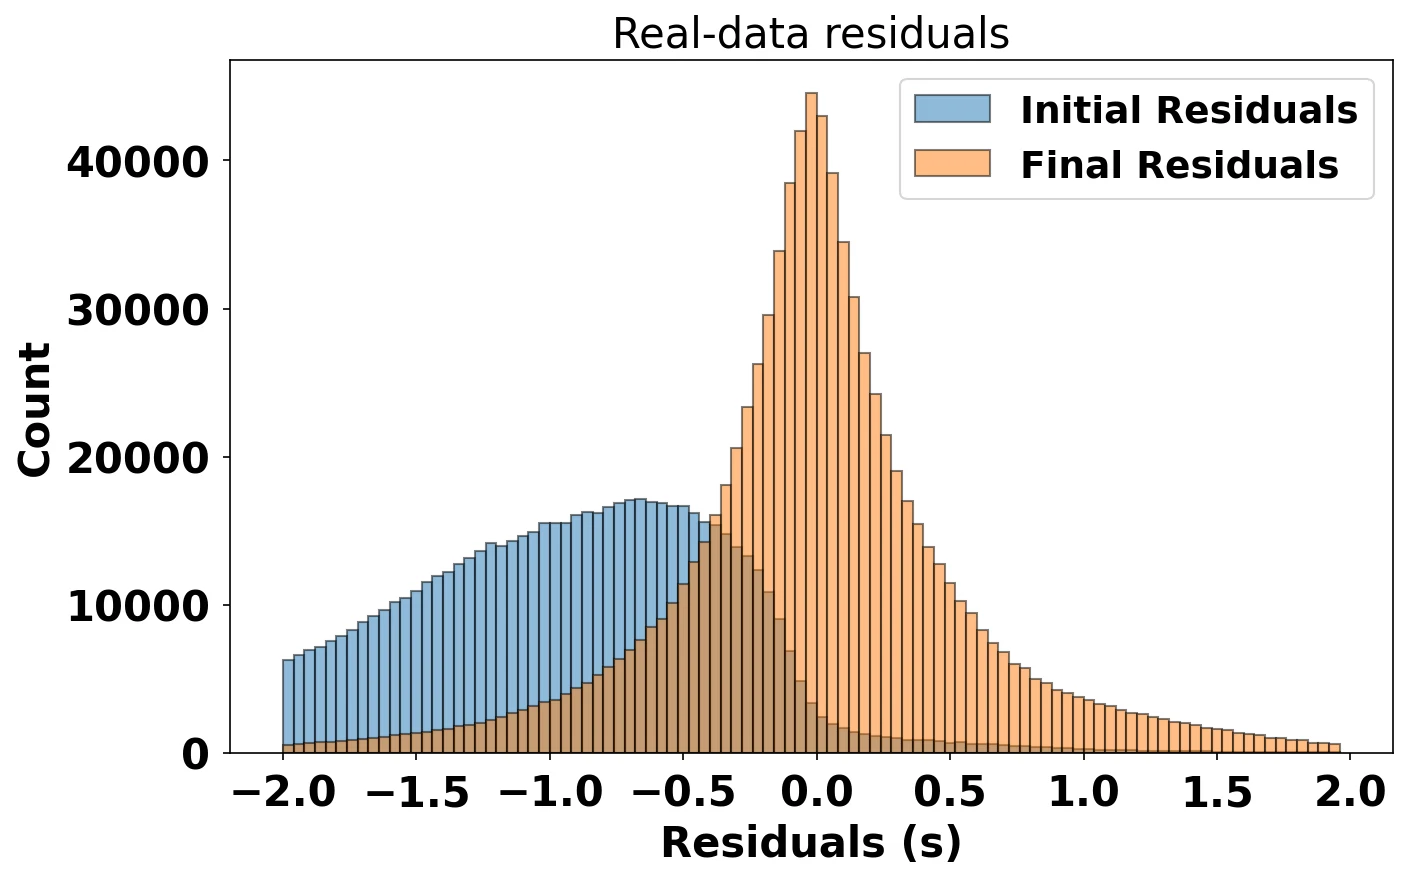 Real-data residuals
Initial Residuals
Final Residuals
Count
40000
30000
20000
10000
0
−2.0 −1.5 −1.0 −0.5 0.0 0.5 1.0 1.5 2.0
Residuals (s)